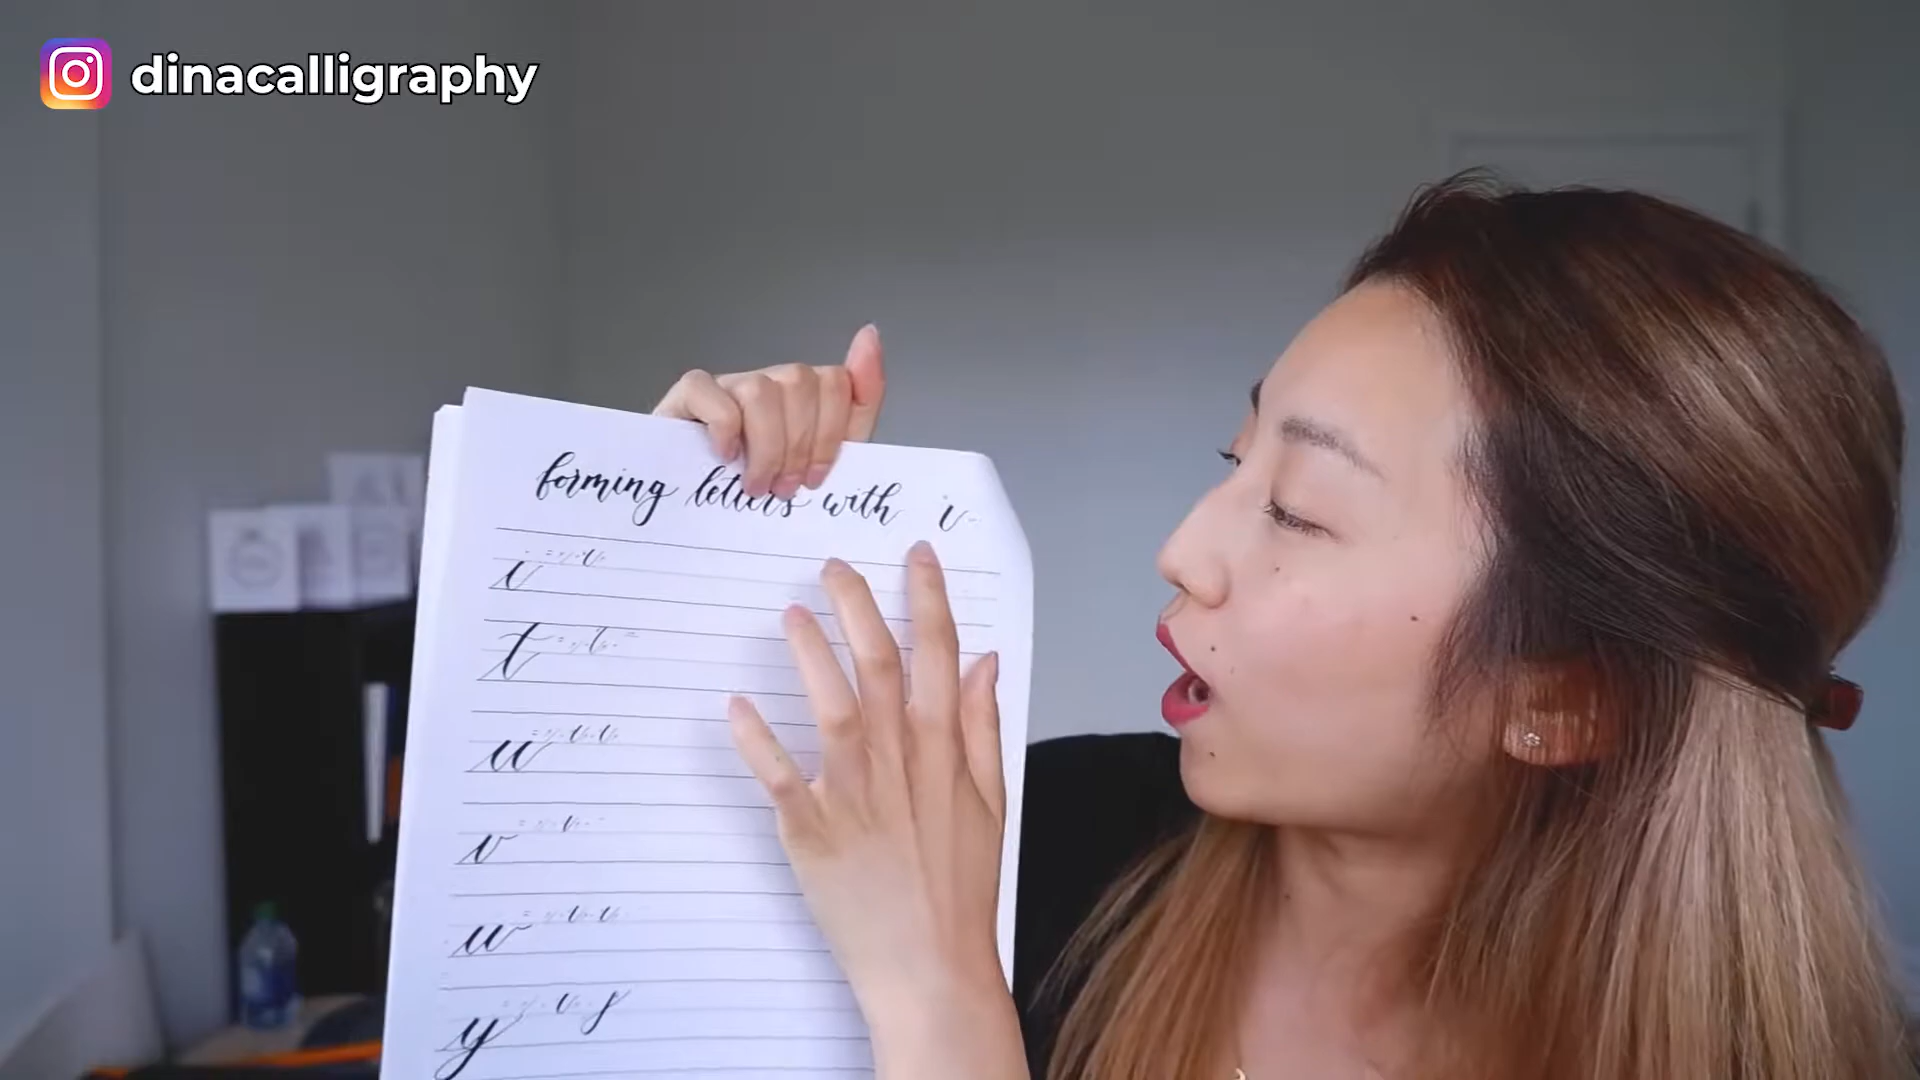 dinacalligraphy
forming letters with i
i
t
u
v
w
y